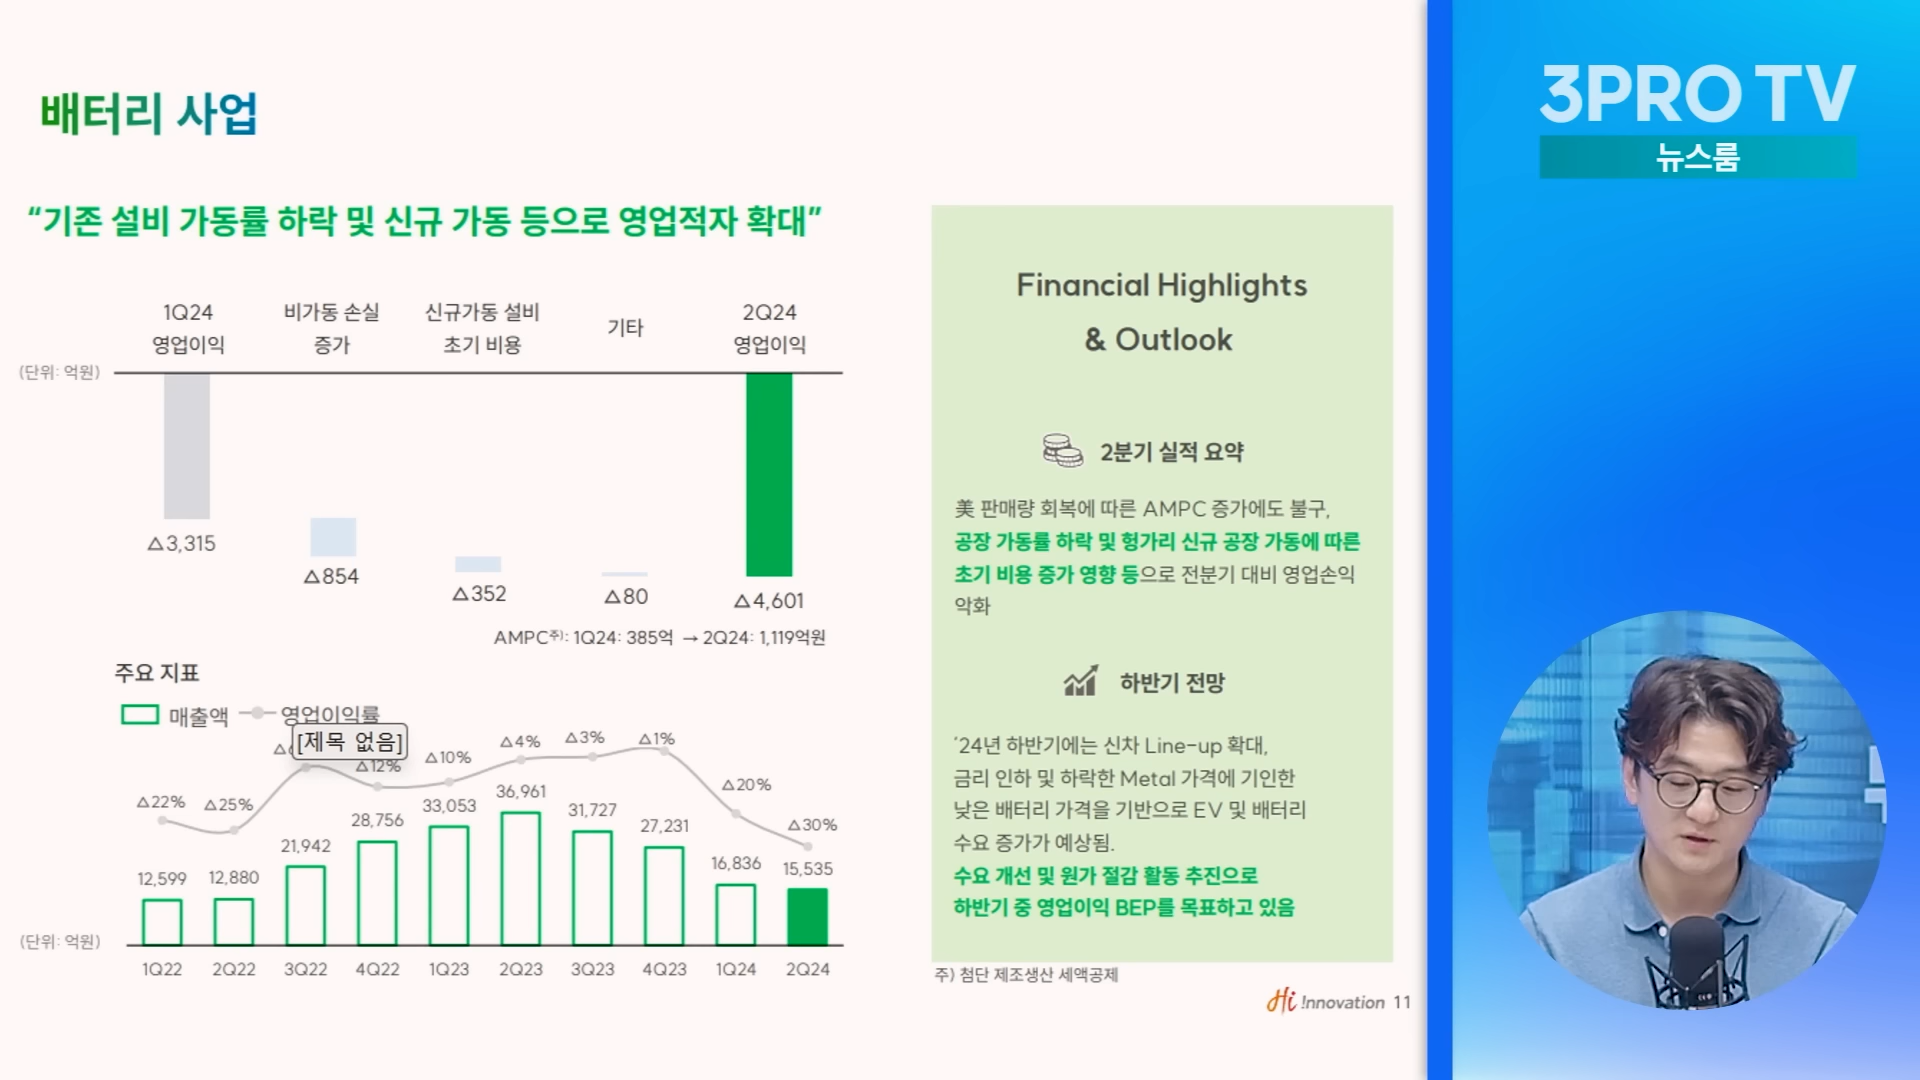 배터리 사업
“기존 설비 가동률 하락 및 신규 가동 등으로 영업적자 확대”
1Q24
영업이익
비가동 손실
증가
신규가동 설비
초기 비용
기타
2Q24
영업이익
(단위: 억원)
△3,315
△854
△352
△80
△4,601
AMPC주): 1Q24: 385억 → 2Q24: 1,119억원
주요 지표
매출액
영업이익률
[제목 없음]
△22%
△25%
△12%
△10%
△4%
△3%
△1%
△20%
△30%
12,599
12,880
21,942
28,756
33,053
36,961
31,727
27,231
16,836
15,535
(단위: 억원)
1Q22
2Q22
3Q22
4Q22
1Q23
2Q23
3Q23
4Q23
1Q24
2Q24
Financial Highlights
& Outlook
2분기 실적 요약
美 판매량 회복에 따른 AMPC 증가에도 불구,
공장 가동률 하락 및 헝가리 신규 공장 가동에 따른
초기 비용 증가 영향 등으로 전분기 대비 영업손익
악화
하반기 전망
‘24년 하반기에는 신차 Line-up 확대,
금리 인하 및 하락한 Metal 가격에 기인한
낮은 배터리 가격을 기반으로 EV 및 배터리
수요 증가가 예상됨.
수요 개선 및 원가 절감 활동 추진으로
하반기 중 영업이익 BEP를 목표하고 있음
주) 첨단 제조생산 세액공제
Hi !nnovation 11
3PRO TV
뉴스룸